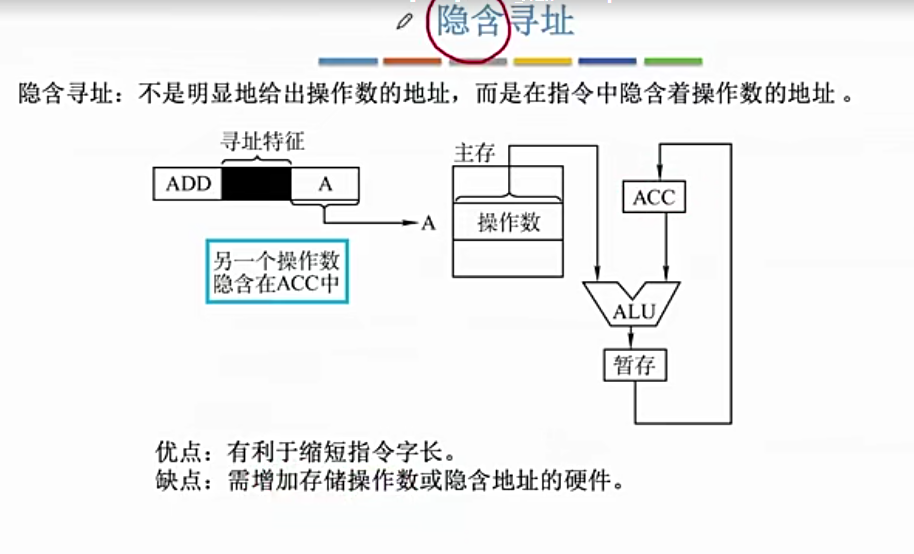 隐含寻址
隐含寻址：不是明显地给出操作数的地址，而是在指令中隐含着操作数的地址 。
寻址特征
主存
ADD
A
ACC
A
操作数
另一个操作数
隐含在ACC中
ALU
暂存
优点：有利于缩短指令字长。
缺点：需增加存储操作数或隐含地址的硬件。